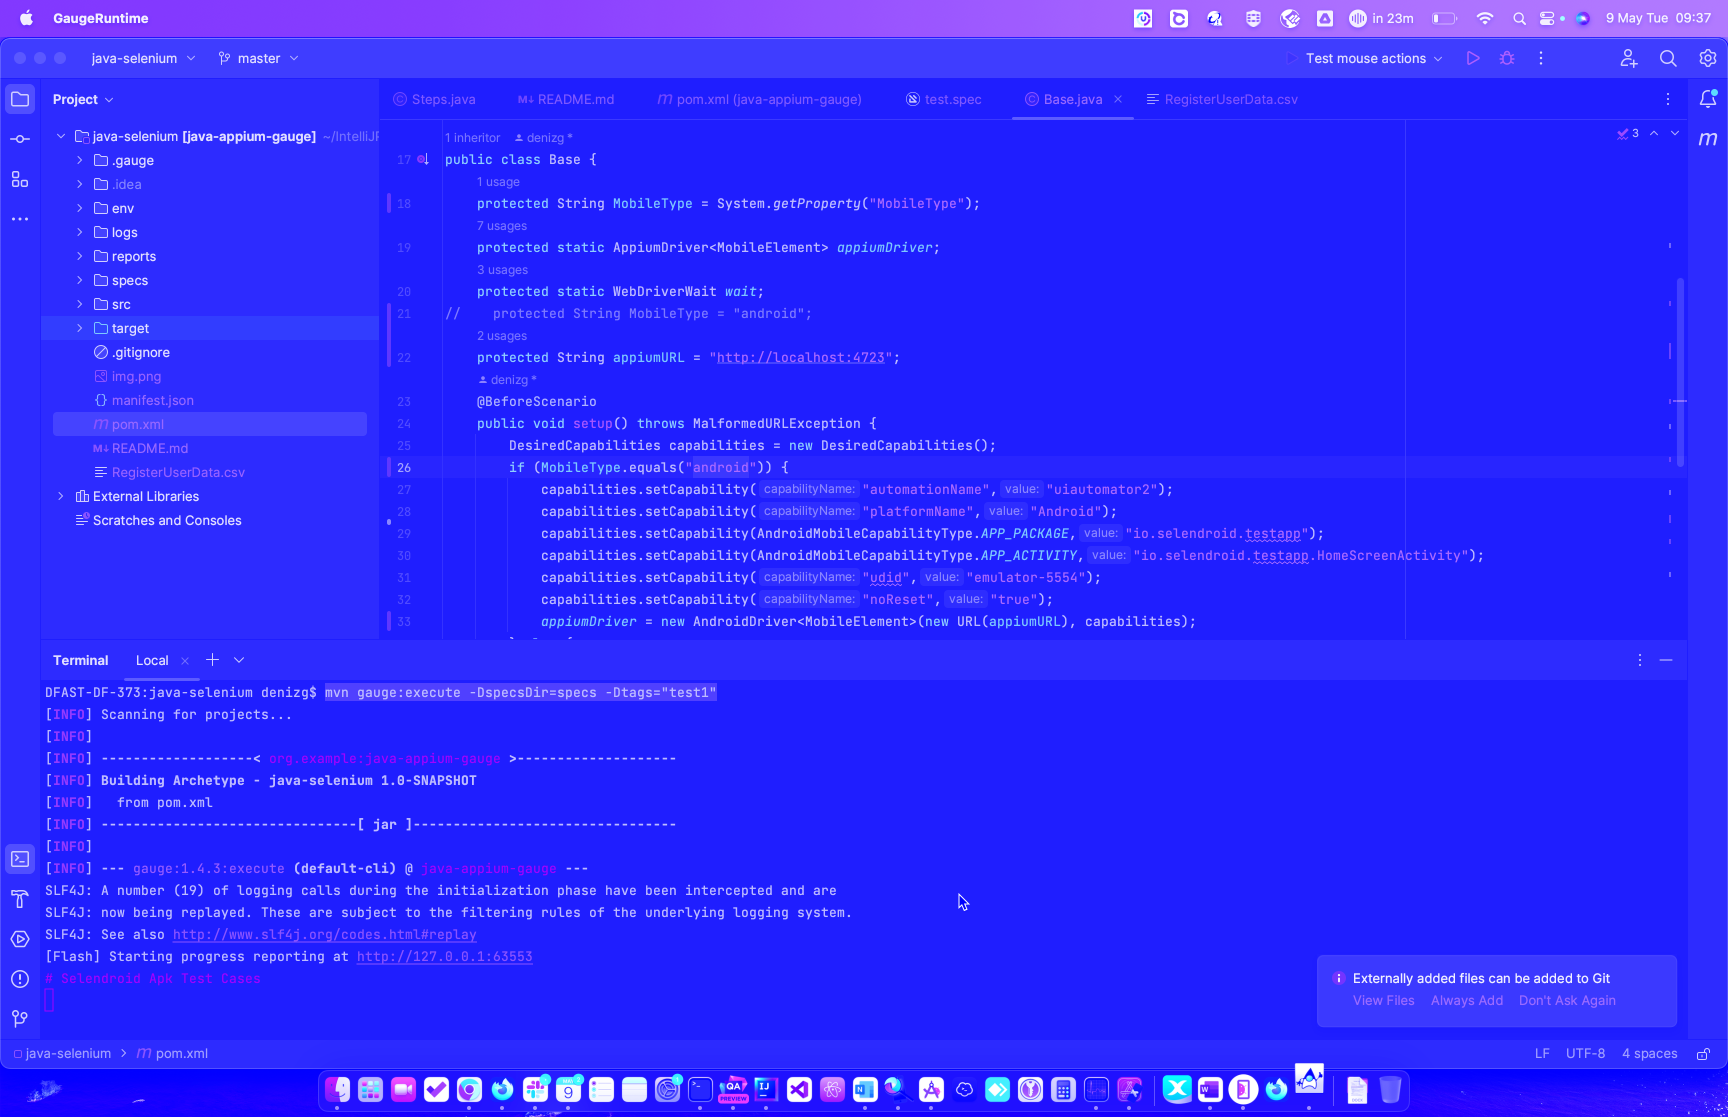 GaugeRuntime
in 23m
9 May Tue 09:37
java-selenium
master
Test mouse actions
Project
Steps.java
M↓ README.md
m pom.xml (java-appium-gauge)
test.spec
Base.java
RegisterUserData.csv
java-selenium [java-appium-gauge] ~/IntelliJF
.gauge
.idea
env
logs
reports
specs
src
target
.gitignore
img.png
manifest.json
m pom.xml
M↓ README.md
RegisterUserData.csv
External Libraries
Scratches and Consoles
3
1 inheritor denizg *
17 public class Base {
1 usage
18 protected String MobileType = System.getProperty("MobileType");
7 usages
19 protected static AppiumDriver<MobileElement> appiumDriver;
3 usages
20 protected static WebDriverWait wait;
21 // protected String MobileType = "android";
2 usages
22 protected String appiumURL = "http://localhost:4723";
denizg *
23 @BeforeScenario
24 public void setup() throws MalformedURLException {
25 DesiredCapabilities capabilities = new DesiredCapabilities();
26 if (MobileType.equals("android")) {
27 capabilities.setCapability( capabilityName: "automationName", value: "uiautomator2");
28 capabilities.setCapability( capabilityName: "platformName", value: "Android");
29 capabilities.setCapability(AndroidMobileCapabilityType.APP_PACKAGE, value: "io.selendroid.testapp");
30 capabilities.setCapability(AndroidMobileCapabilityType.APP_ACTIVITY, value: "io.selendroid.testapp.HomeScreenActivity");
31 capabilities.setCapability( capabilityName: "udid", value: "emulator-5554");
32 capabilities.setCapability( capabilityName: "noReset", value: "true");
33 appiumDriver = new AndroidDriver<MobileElement>(new URL(appiumURL), capabilities);
Terminal Local
DFAST-DF-373:java-selenium denizg$ mvn gauge:execute -DspecsDir=specs -Dtags="test1"
[INFO] Scanning for projects...
[INFO]
[INFO] -------------------< org.example:java-appium-gauge >--------------------
[INFO] Building Archetype - java-selenium 1.0-SNAPSHOT
[INFO]   from pom.xml
[INFO] --------------------------------[ jar ]---------------------------------
[INFO]
[INFO] --- gauge:1.4.3:execute (default-cli) @ java-appium-gauge ---
SLF4J: A number (19) of logging calls during the initialization phase have been intercepted and are
SLF4J: now being replayed. These are subject to the filtering rules of the underlying logging system.
SLF4J: See also http://www.slf4j.org/codes.html#replay
[Flash] Starting progress reporting at http://127.0.0.1:63553
# Selendroid Apk Test Cases
Externally added files can be added to Git
View Files Always Add Don't Ask Again
java-selenium > m pom.xml
LF UTF-8 4 spaces
QA
PREVIEW
IJ
9